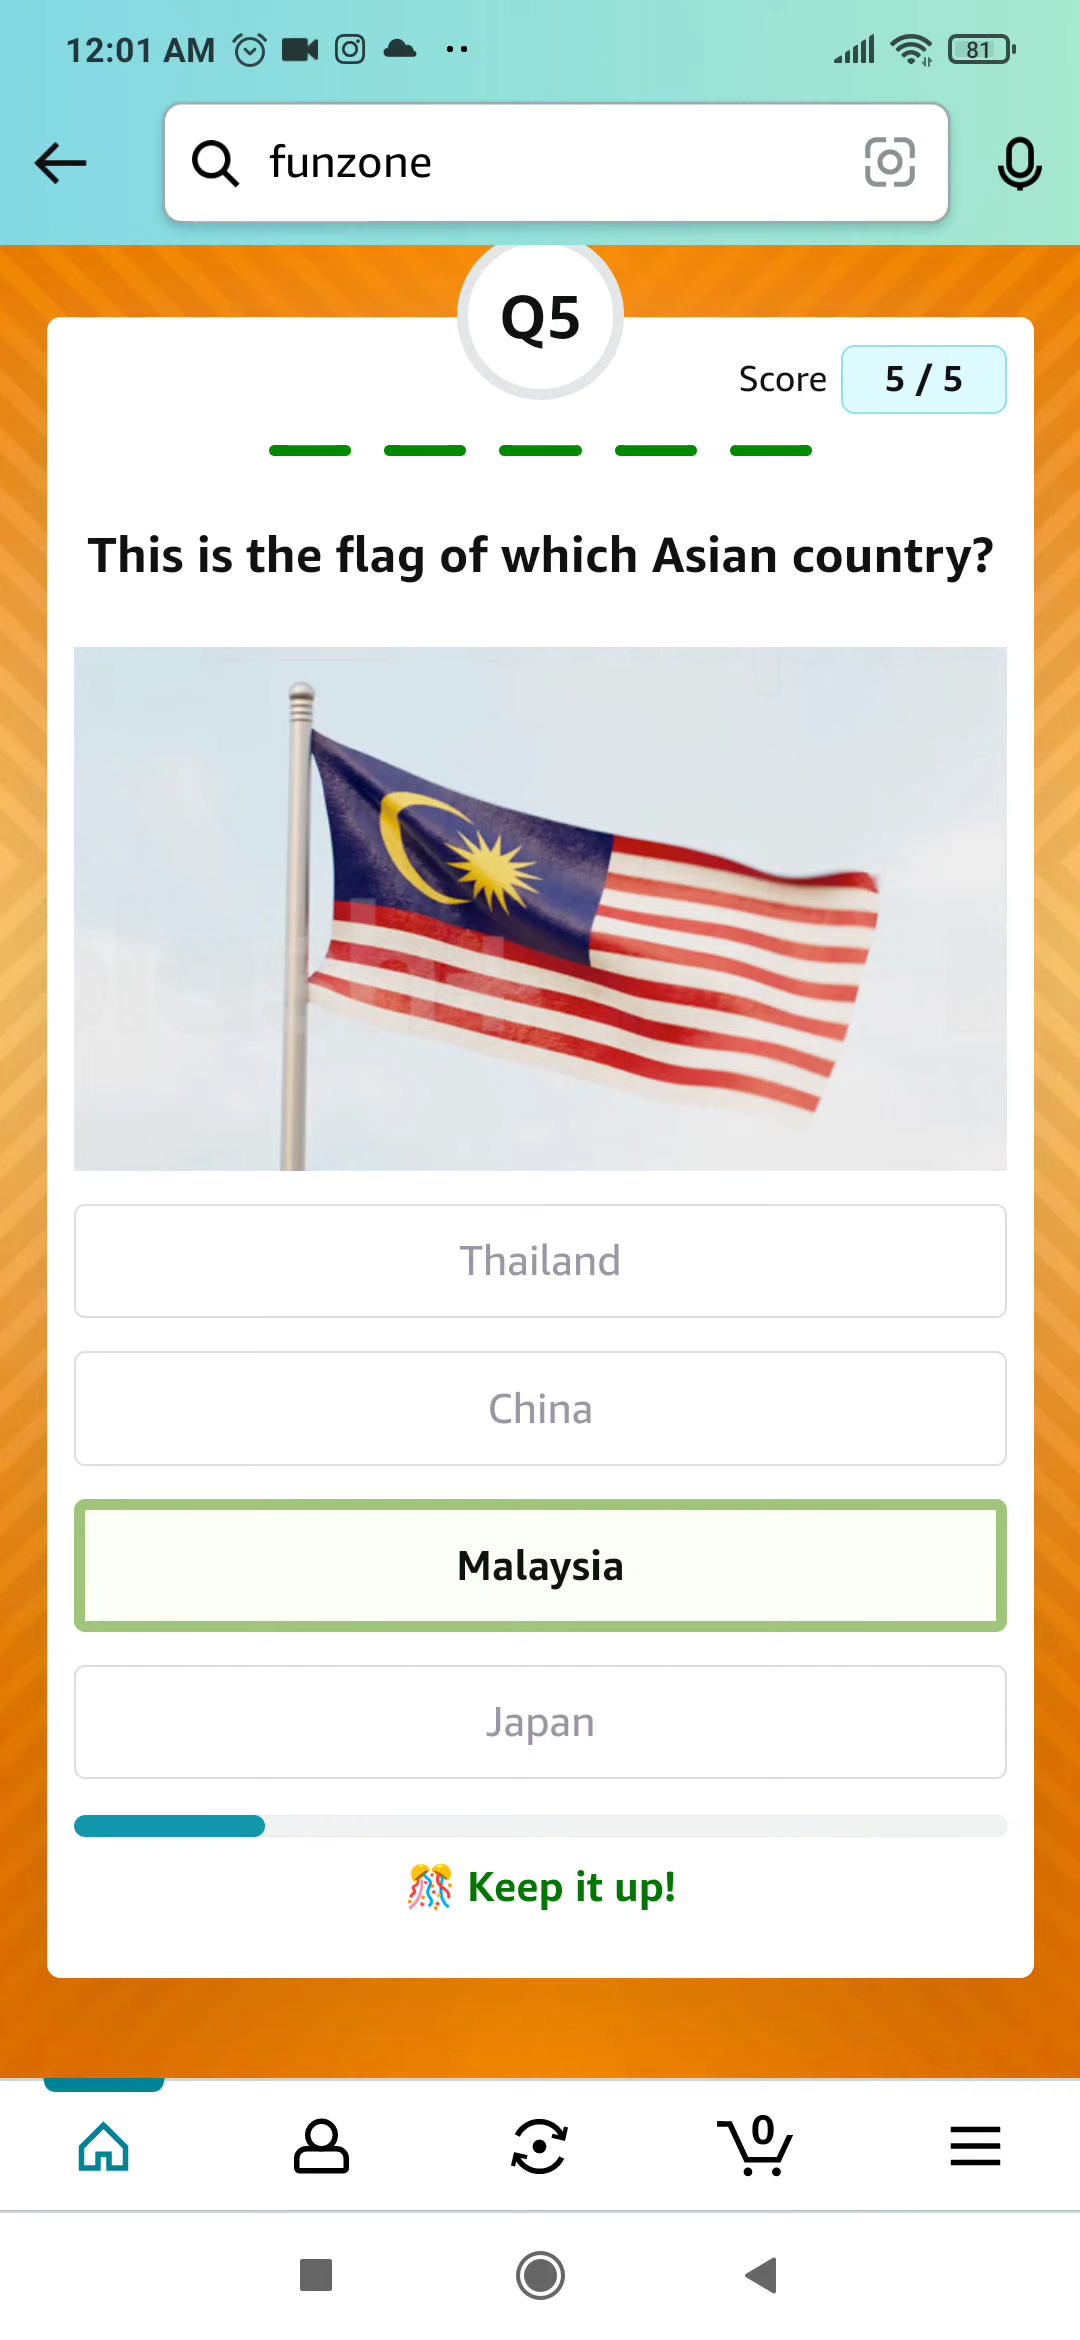 12:01 AM
81
funzone
Q5
Score 5 / 5
This is the flag of which Asian country?
Thailand
China
Malaysia
Japan
🎊 Keep it up!
0